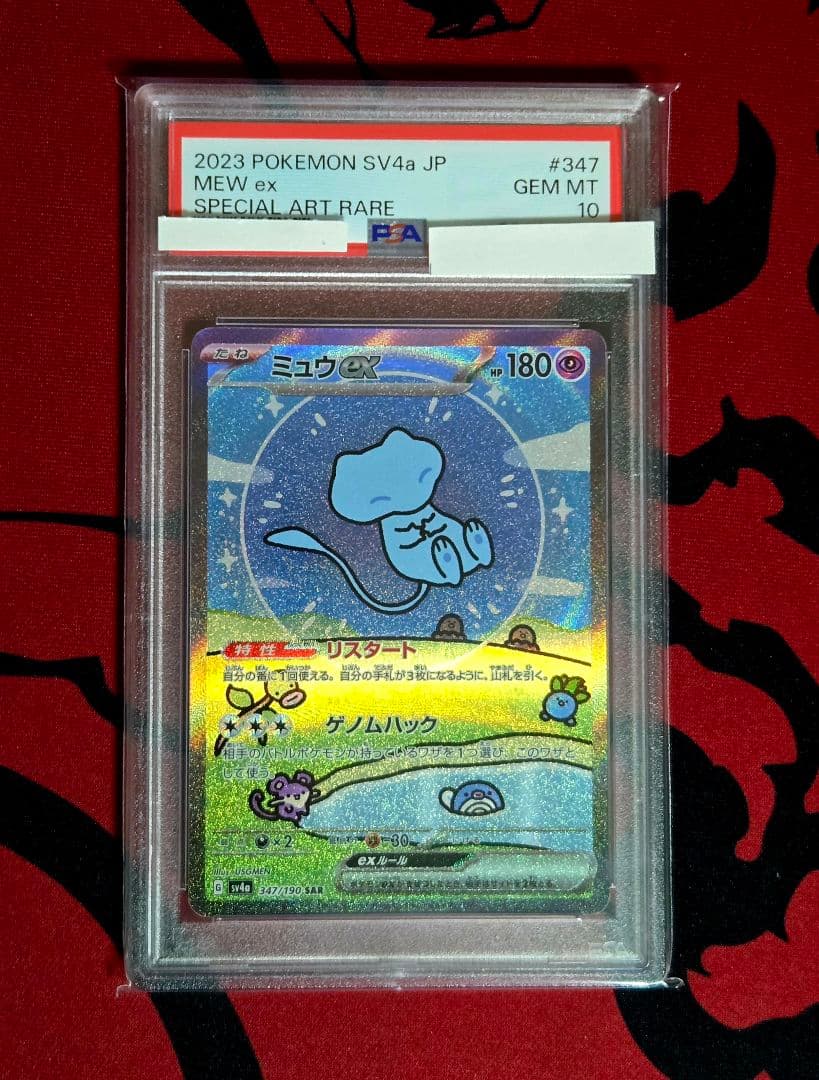 2023 POKEMON SV4a JP #347
MEW ex GEM MT
SPECIAL ART RARE 10
PSA
たね ミュウex HP 180
特性 リスタート
自分の番に1回使える。自分の手札が3枚になるように、山札を引く。
ゲノムハック
相手のバトルポケモンが持っているワザを1つ選び、このワザと
して使う。
×2 -30
exルール
Illus. USGMEN
G sv4a 347/190 SAR